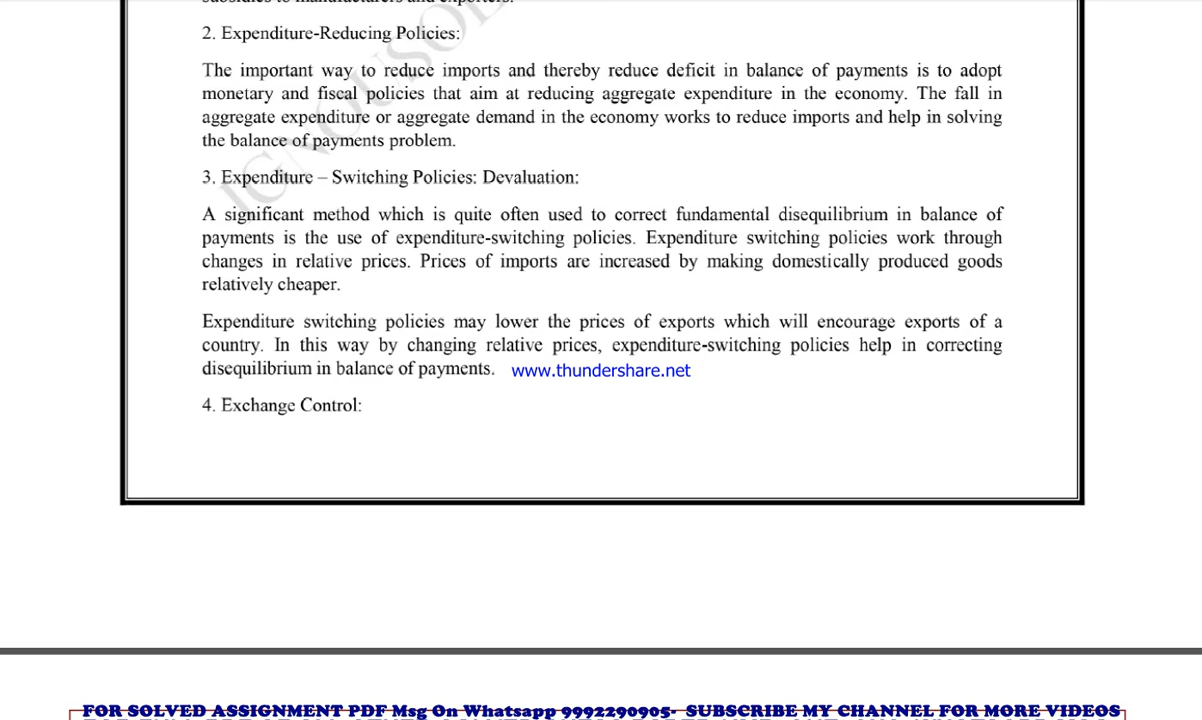 subsidies to manufacturers and exporters.
2. Expenditure-Reducing Policies:
The important way to reduce imports and thereby reduce deficit in balance of payments is to adopt
monetary and fiscal policies that aim at reducing aggregate expenditure in the economy. The fall in
aggregate expenditure or aggregate demand in the economy works to reduce imports and help in solving
the balance of payments problem.
3. Expenditure – Switching Policies: Devaluation:
A significant method which is quite often used to correct fundamental disequilibrium in balance of
payments is the use of expenditure-switching policies. Expenditure switching policies work through
changes in relative prices. Prices of imports are increased by making domestically produced goods
relatively cheaper.
Expenditure switching policies may lower the prices of exports which will encourage exports of a
country. In this way by changing relative prices, expenditure-switching policies help in correcting
disequilibrium in balance of payments. www.thundershare.net
4. Exchange Control:
FOR SOLVED ASSIGNMENT PDF Msg On Whatsapp 9992290905- SUBSCRIBE MY CHANNEL FOR MORE VIDEOS